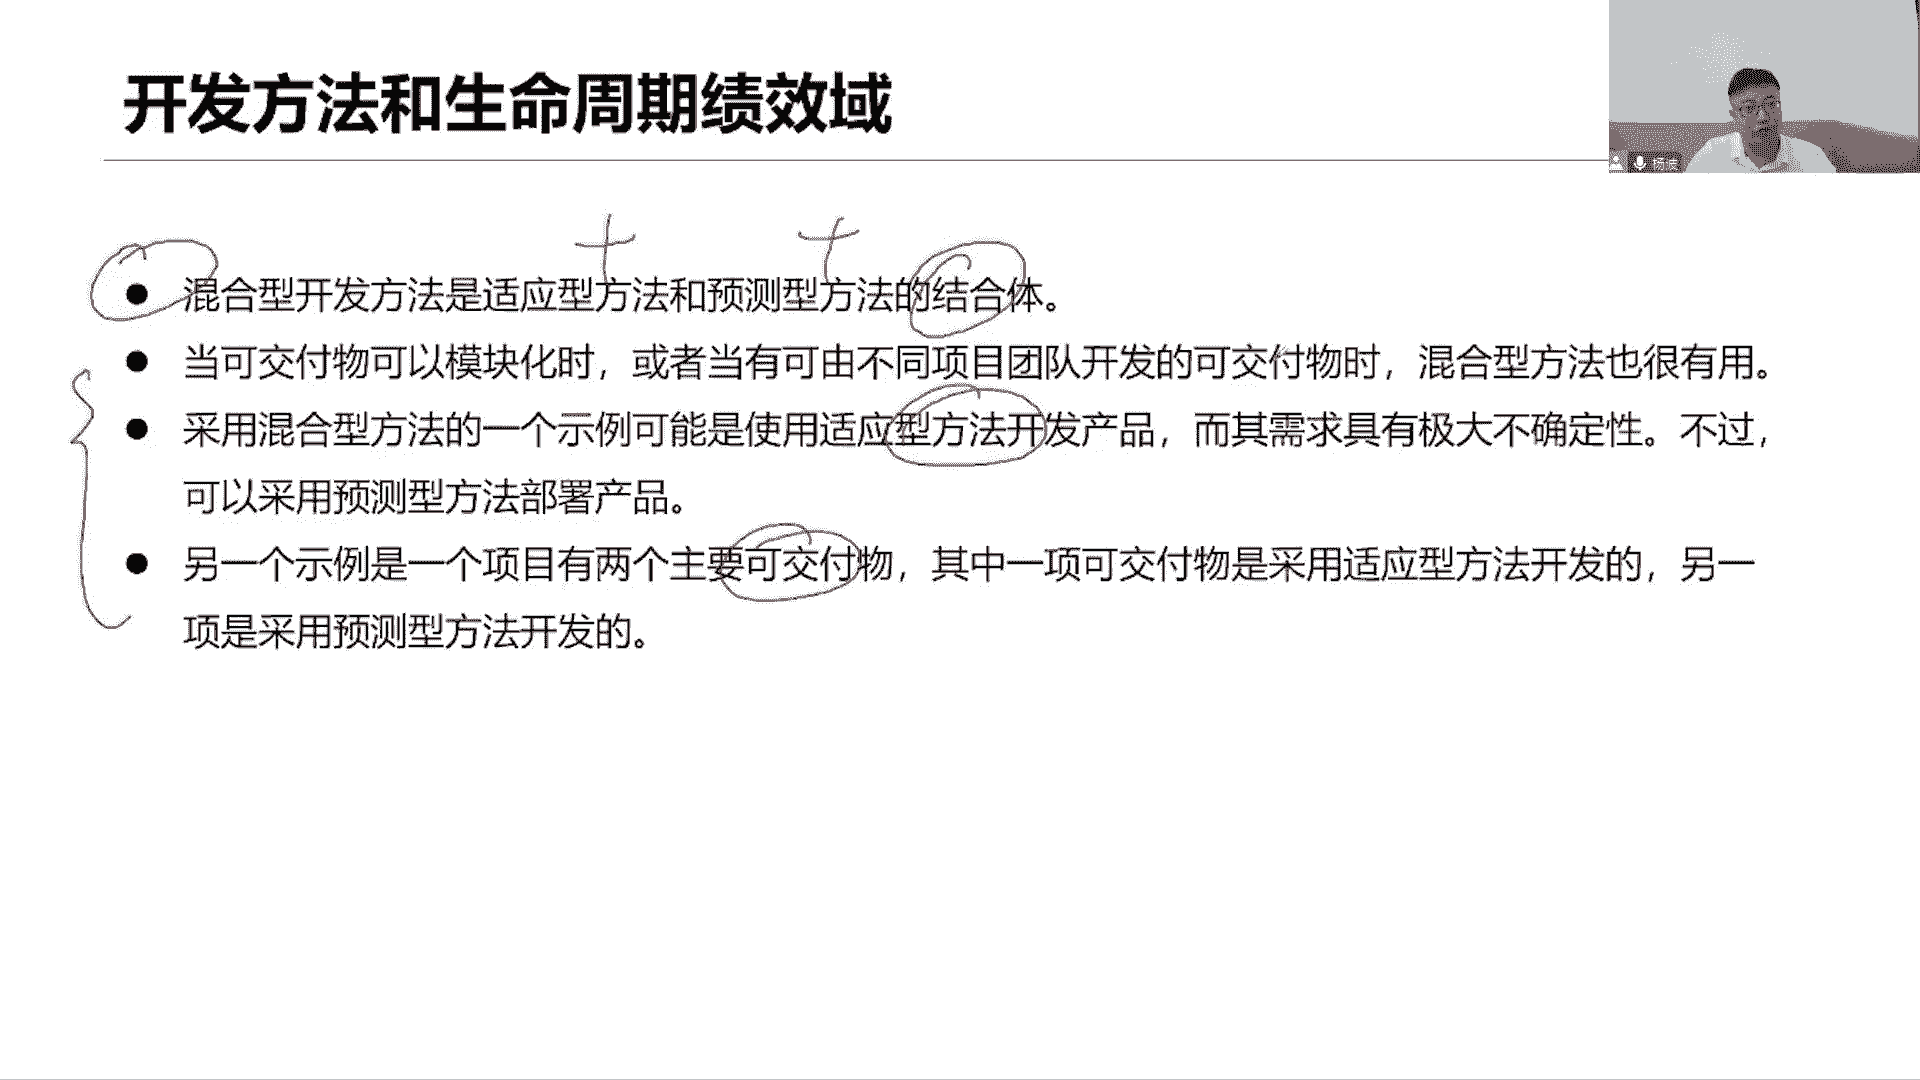 开发方法和生命周期绩效域
● 混合型开发方法是适应型方法和预测型方法的结合体。
● 当可交付物可以模块化时，或者当有可由不同项目团队开发的可交付物时，混合型方法也很有用。
● 采用混合型方法的一个示例可能是使用适应型方法开发产品，而其需求具有极大不确定性。不过，
可以采用预测型方法部署产品。
● 另一个示例是一个项目有两个主要可交付物，其中一项可交付物是采用适应型方法开发的，另一
项是采用预测型方法开发的。